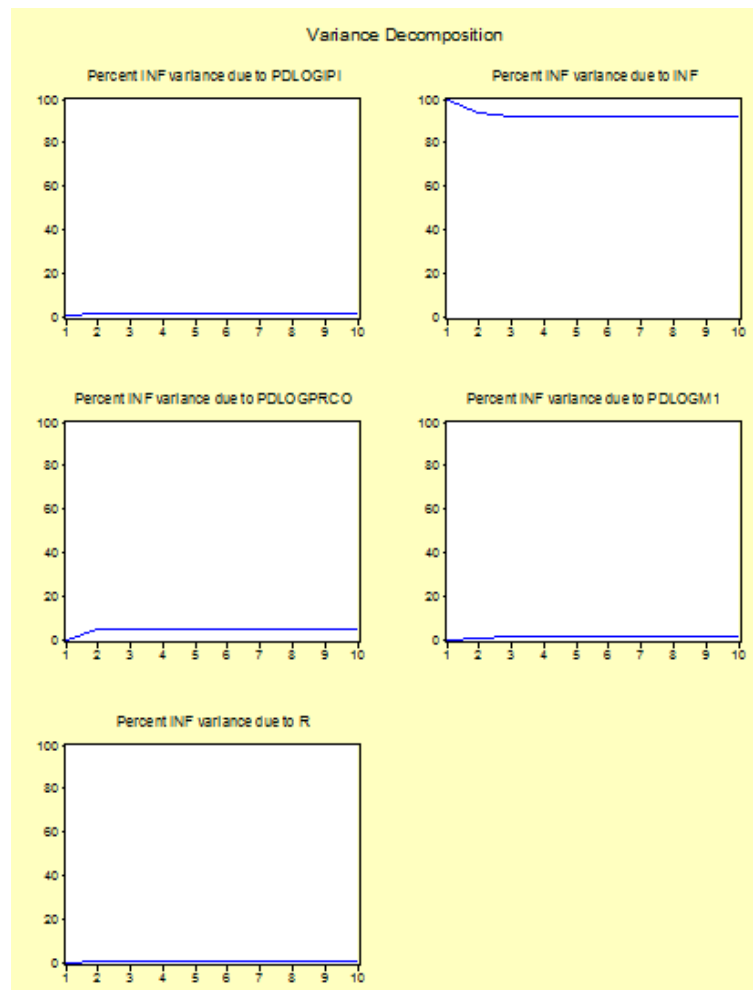 Variance Decomposition
Percent INF variance due to PDLOGIPI
100
80
60
40
20
0
1 2 3 4 5 6 7 8 9 10
Percent INF variance due to INF
100
80
60
40
20
0
1 2 3 4 5 6 7 8 9 10
Percent INF variance due to PDLOGPRCO
100
80
60
40
20
0
1 2 3 4 5 6 7 8 9 10
Percent INF variance due to PDLOGM1
100
80
60
40
20
0
1 2 3 4 5 6 7 8 9 10
Percent INF variance due to R
100
80
60
40
20
0
1 2 3 4 5 6 7 8 9 10